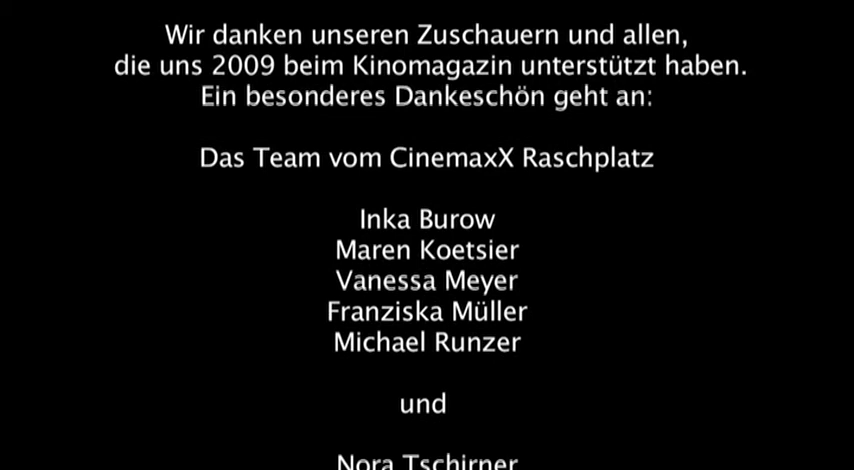 Wir danken unseren Zuschauern und allen,
die uns 2009 beim Kinomagazin unterstützt haben.
Ein besonderes Dankeschön geht an:
Das Team vom CinemaxX Raschplatz
Inka Burow
Maren Koetsier
Vanessa Meyer
Franziska Müller
Michael Runzer
und
Nora Tschirner